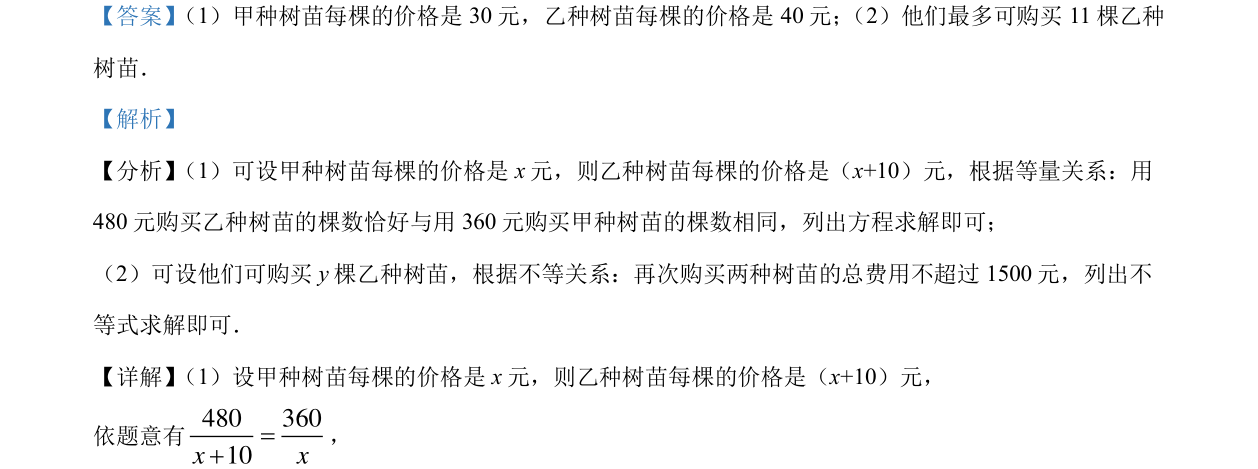 【答案】（1）甲种树苗每棵的价格是 30 元，乙种树苗每棵的价格是 40 元；（2）他们最多可购买 11 棵乙种
树苗．
【解析】
【分析】（1）可设甲种树苗每棵的价格是 x 元，则乙种树苗每棵的价格是（x+10）元，根据等量关系：用
480 元购买乙种树苗的棵数恰好与用 360 元购买甲种树苗的棵数相同，列出方程求解即可；
（2）可设他们可购买 y 棵乙种树苗，根据不等关系：再次购买两种树苗的总费用不超过 1500 元，列出不
等式求解即可．
【详解】（1）设甲种树苗每棵的价格是 x 元，则乙种树苗每棵的价格是（x+10）元，
依题意有 480/(x+10) = 360/x ，